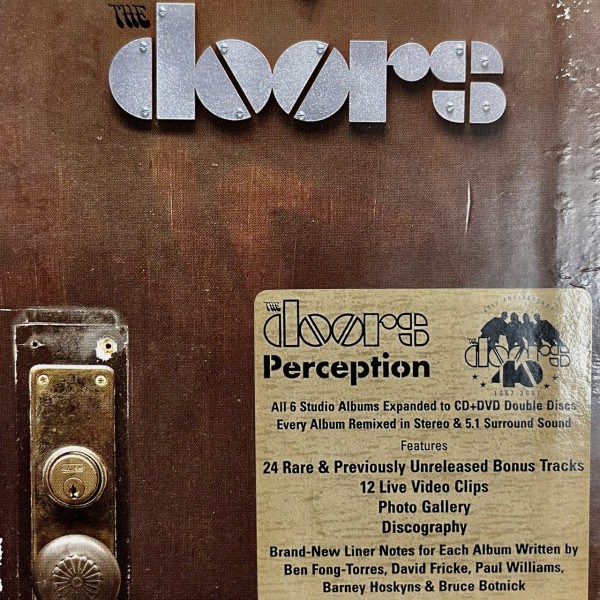 THE
doors
THE
doors
Perception
THE
doors
40
1967-2007
All 6 Studio Albums Expanded to CD+DVD Double Discs
Every Album Remixed in Stereo & 5.1 Surround Sound
Features
24 Rare & Previously Unreleased Bonus Tracks
12 Live Video Clips
Photo Gallery
Discography
Brand-New Liner Notes for Each Album Written by
Ben Fong-Torres, David Fricke, Paul Williams,
Barney Hoskyns & Bruce Botnick